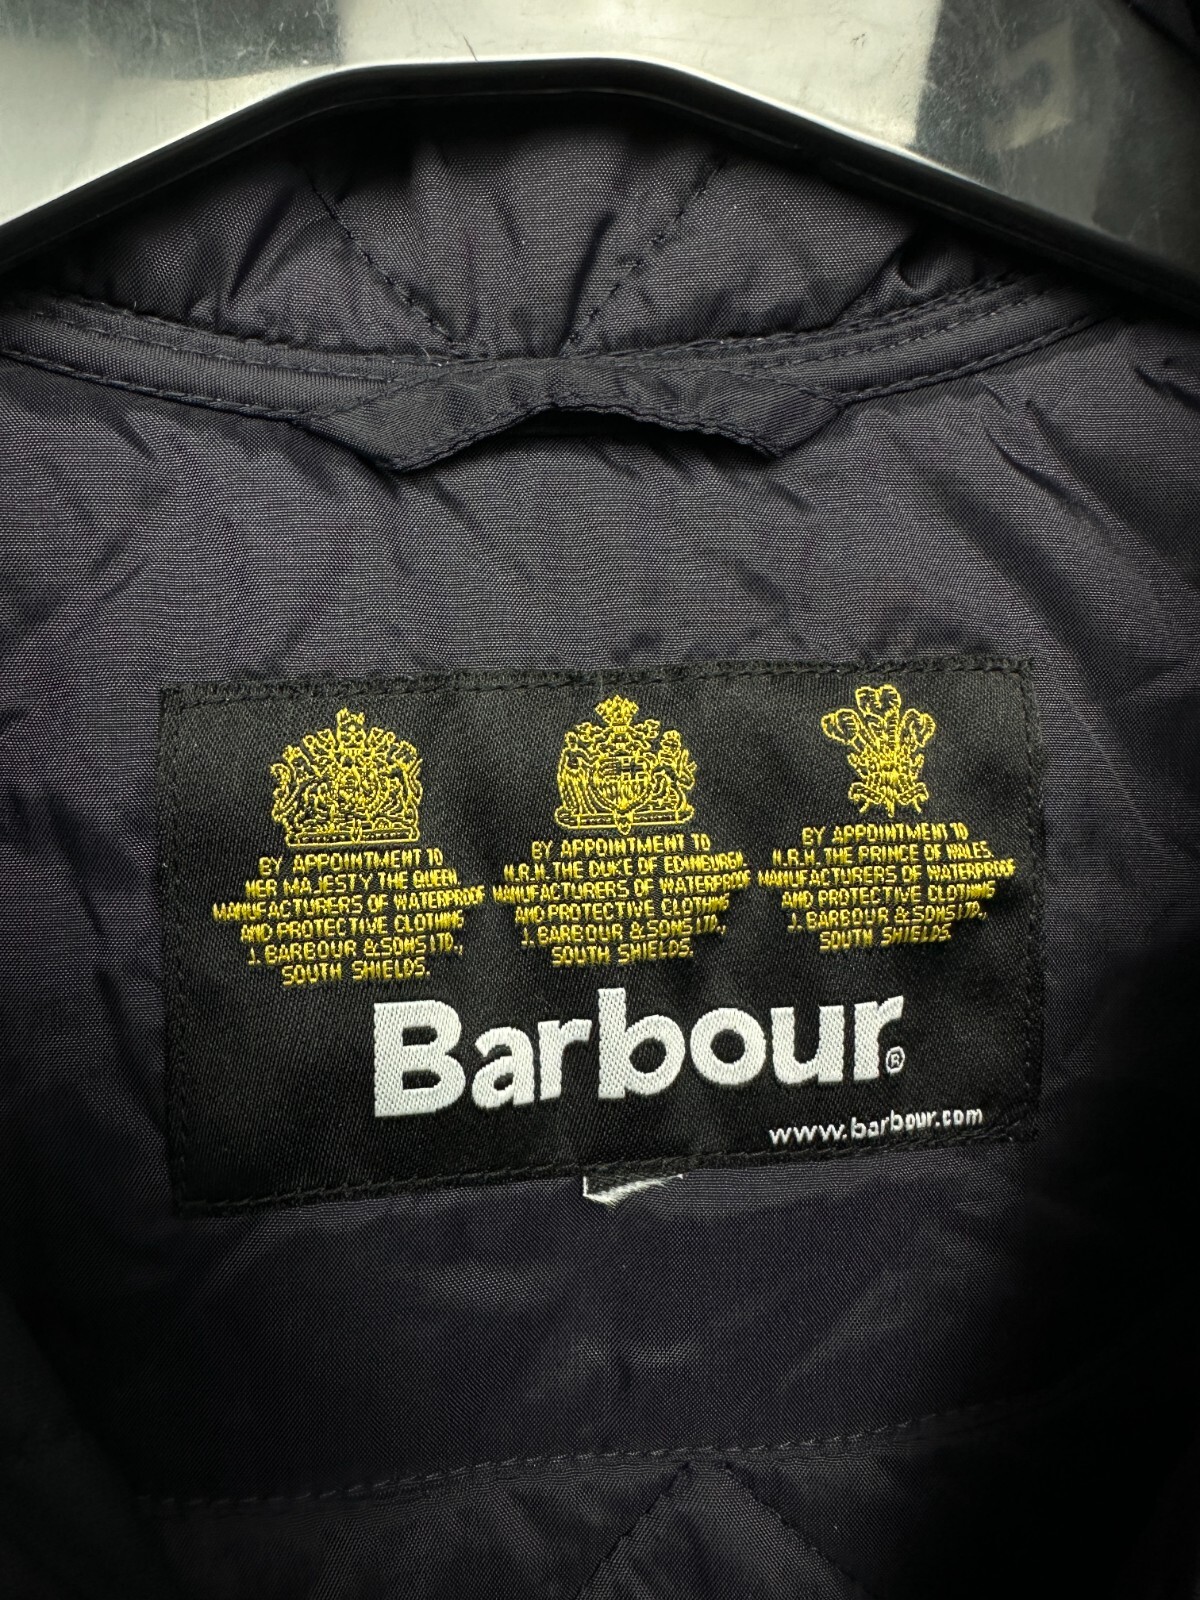 BY APPOINTMENT TO
HER MAJESTY THE QUEEN
MANUFACTURERS OF WATERPROOF
AND PROTECTIVE CLOTHING
J. BARBOUR & SONS LTD.,
SOUTH SHIELDS.
BY APPOINTMENT TO
H.R.H. THE DUKE OF EDINBURGH.
MANUFACTURERS OF WATERPROOF
AND PROTECTIVE CLOTHING
J. BARBOUR & SONS LTD.,
SOUTH SHIELDS.
BY APPOINTMENT TO
H.R.H. THE PRINCE OF WALES.
MANUFACTURERS OF WATERPROOF
AND PROTECTIVE CLOTHING
J. BARBOUR & SONS LTD.,
SOUTH SHIELDS.
Barbour®
www.barbour.com